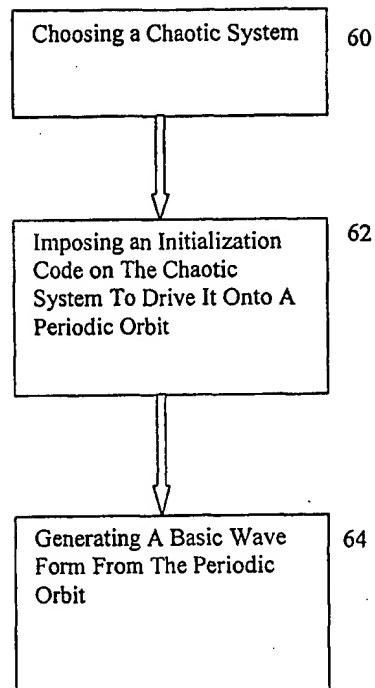 Choosing a Chaotic System
60
Imposing an Initialization
Code on The Chaotic
System To Drive It Onto A
Periodic Orbit
62
Generating A Basic Wave
Form From The Periodic
Orbit
64